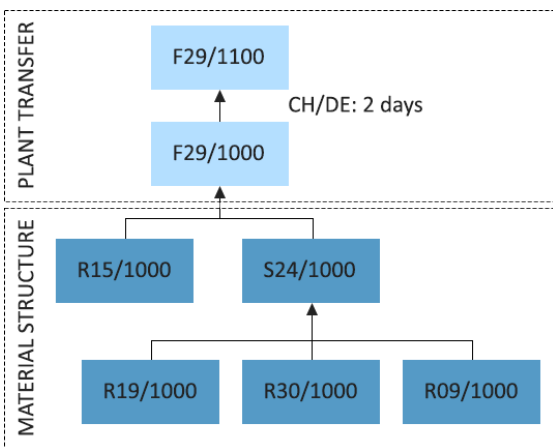 PLANT TRANSFER
F29/1100
CH/DE: 2 days
F29/1000
MATERIAL STRUCTURE
R15/1000
S24/1000
R19/1000
R30/1000
R09/1000